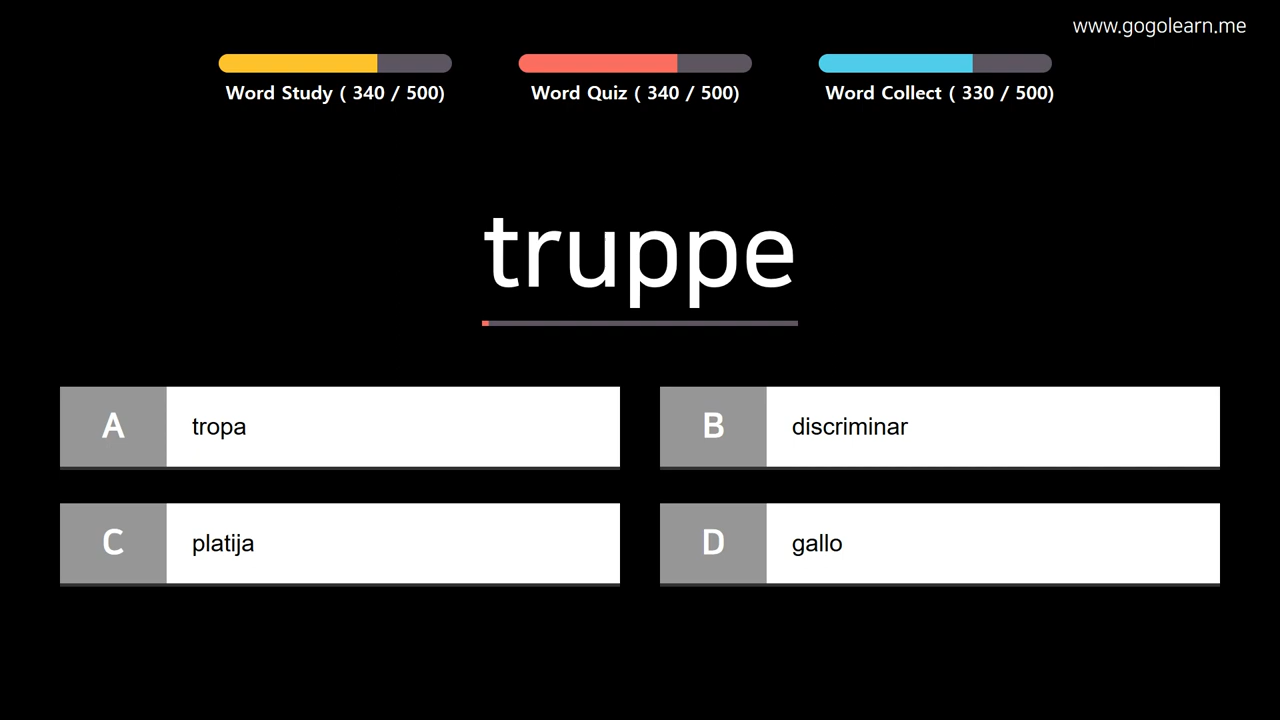 www.gogolearn.me
Word Study ( 340 / 500)
Word Quiz ( 340 / 500)
Word Collect ( 330 / 500)
truppe
A tropa
B discriminar
C platija
D gallo